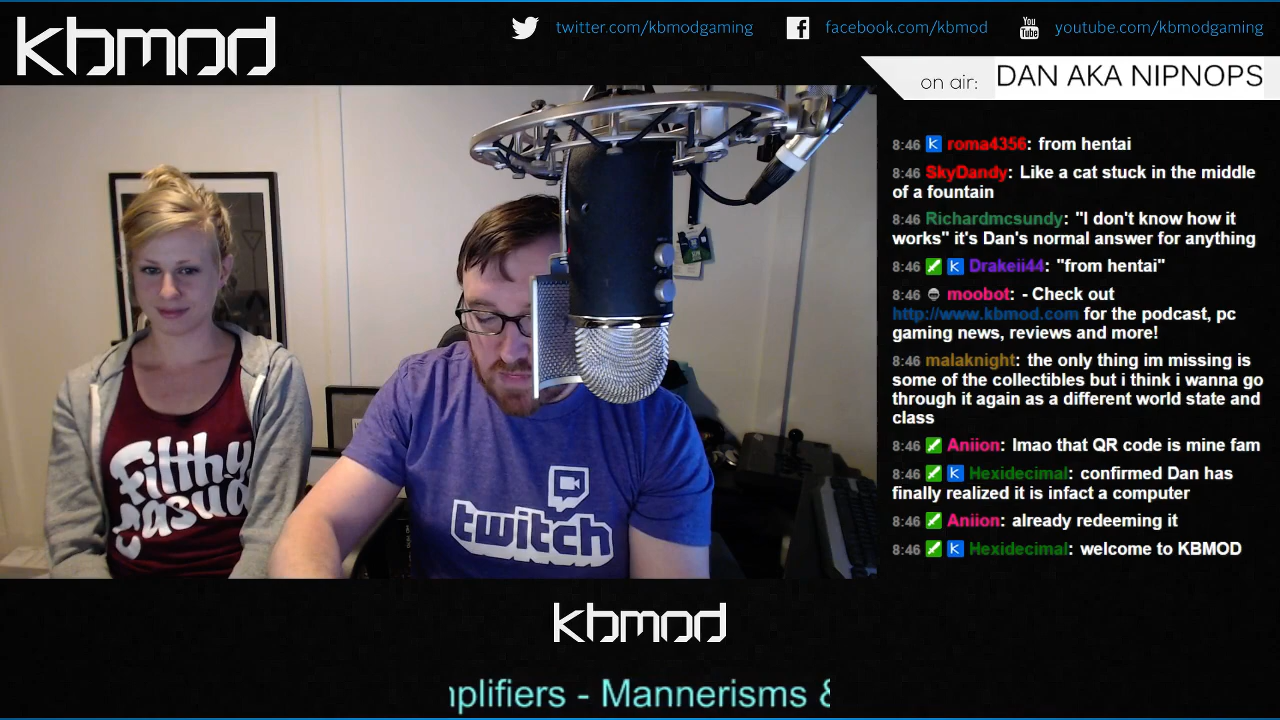 kbmod
twitter.com/kbmodgaming
facebook.com/kbmod
You
Tube
youtube.com/kbmodgaming
on air: DAN AKA NIPNOPS
8:46 roma4356: from hentai
8:46 SkyDandy: Like a cat stuck in the middle
of a fountain
8:46 Richardmcsundy: "I don't know how it
works" it's Dan's normal answer for anything
8:46 Drakeii44: "from hentai"
8:46 moobot: - Check out
http://www.kbmod.com for the podcast, pc
gaming news, reviews and more!
8:46 malaknight: the only thing im missing is
some of the collectibles but i think i wanna go
through it again as a different world state and
class
8:46 Aniion: lmao that QR code is mine fam
8:46 Hexidecimal: confirmed Dan has
finally realized it is infact a computer
8:46 Aniion: already redeeming it
8:46 Hexidecimal: welcome to KBMOD
Filthy
Casual
twitch
kbmod
plifiers - Mannerisms &